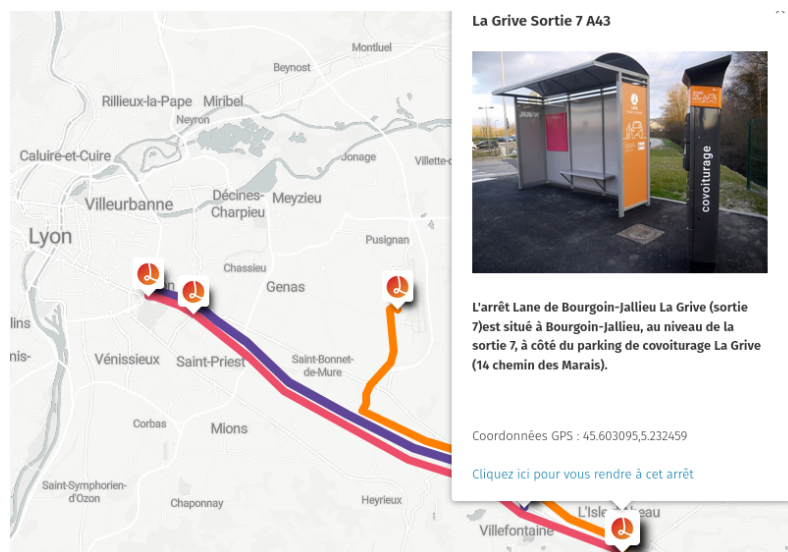 La Grive Sortie 7 A43
Montluel
Beynost
Rillieux-la-Pape
Miribel
Neyron
Caluire-et-Cuire
Jonage
Décines-
Charpieu
Meyzieu
Villeurbanne
Lyon
Pusignan
Chassieu
Genas
Vénissieux
Saint-Priest
Saint-Bonnet-
de-Mure
Corbas
Mions
Saint-Symphorien-
d'Ozon
Chaponnay
Heyrieux
Villefontaine
covoiturage
L'arrêt Lane de Bourgoin-Jallieu La Grive (sortie
7)est situé à Bourgoin-Jallieu, au niveau de la
sortie 7, à côté du parking de covoiturage La Grive
(14 chemin des Marais).
Coordonnées GPS : 45.603095,5.232459
Cliquez ici pour vous rendre à cet arrêt